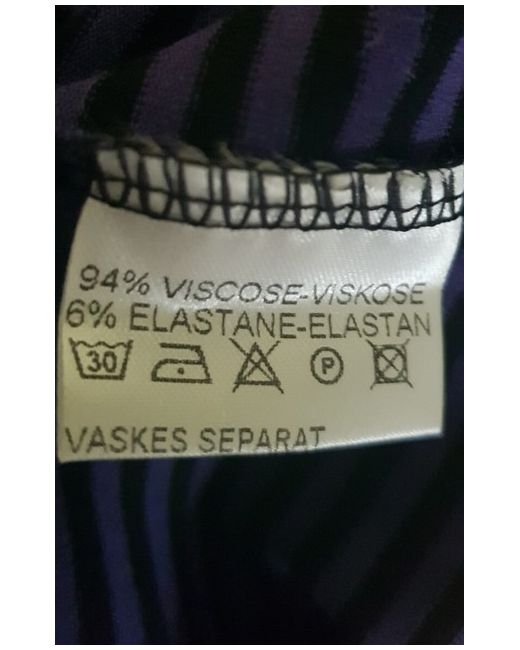 94% VISCOSE-VISKOSE
6% ELASTANE-ELASTAN
30 P
VASKES SEPARAT